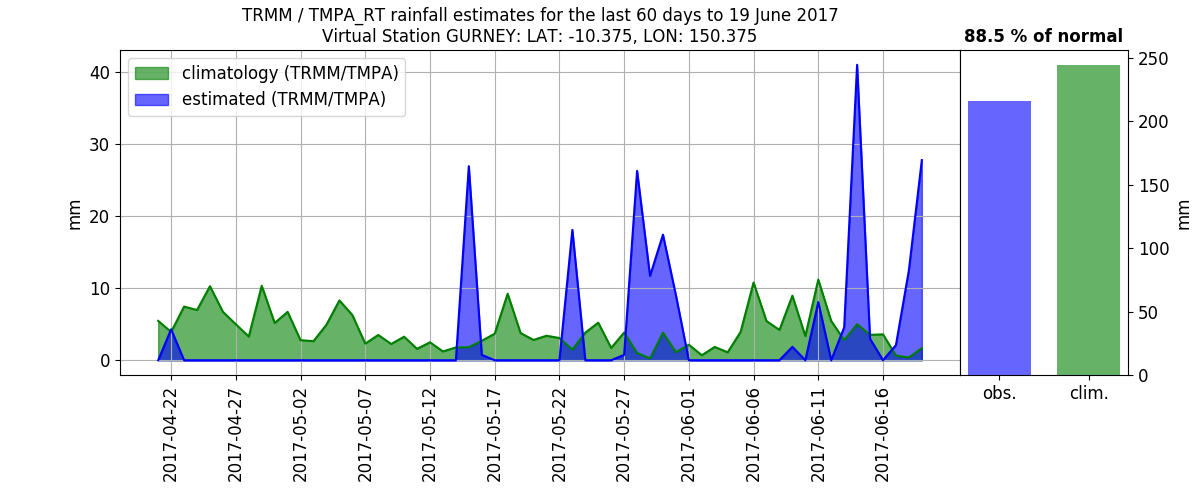 TRMM / TMPA_RT rainfall estimates for the last 60 days to 19 June 2017
Virtual Station GURNEY: LAT: -10.375, LON: 150.375
88.5 % of normal
climatology (TRMM/TMPA)
estimated (TRMM/TMPA)
mm
40
30
20
10
0
250
200
150
100
50
0
mm
2017-04-22
2017-04-27
2017-05-02
2017-05-07
2017-05-12
2017-05-17
2017-05-22
2017-05-27
2017-06-01
2017-06-06
2017-06-11
2017-06-16
obs.
clim.